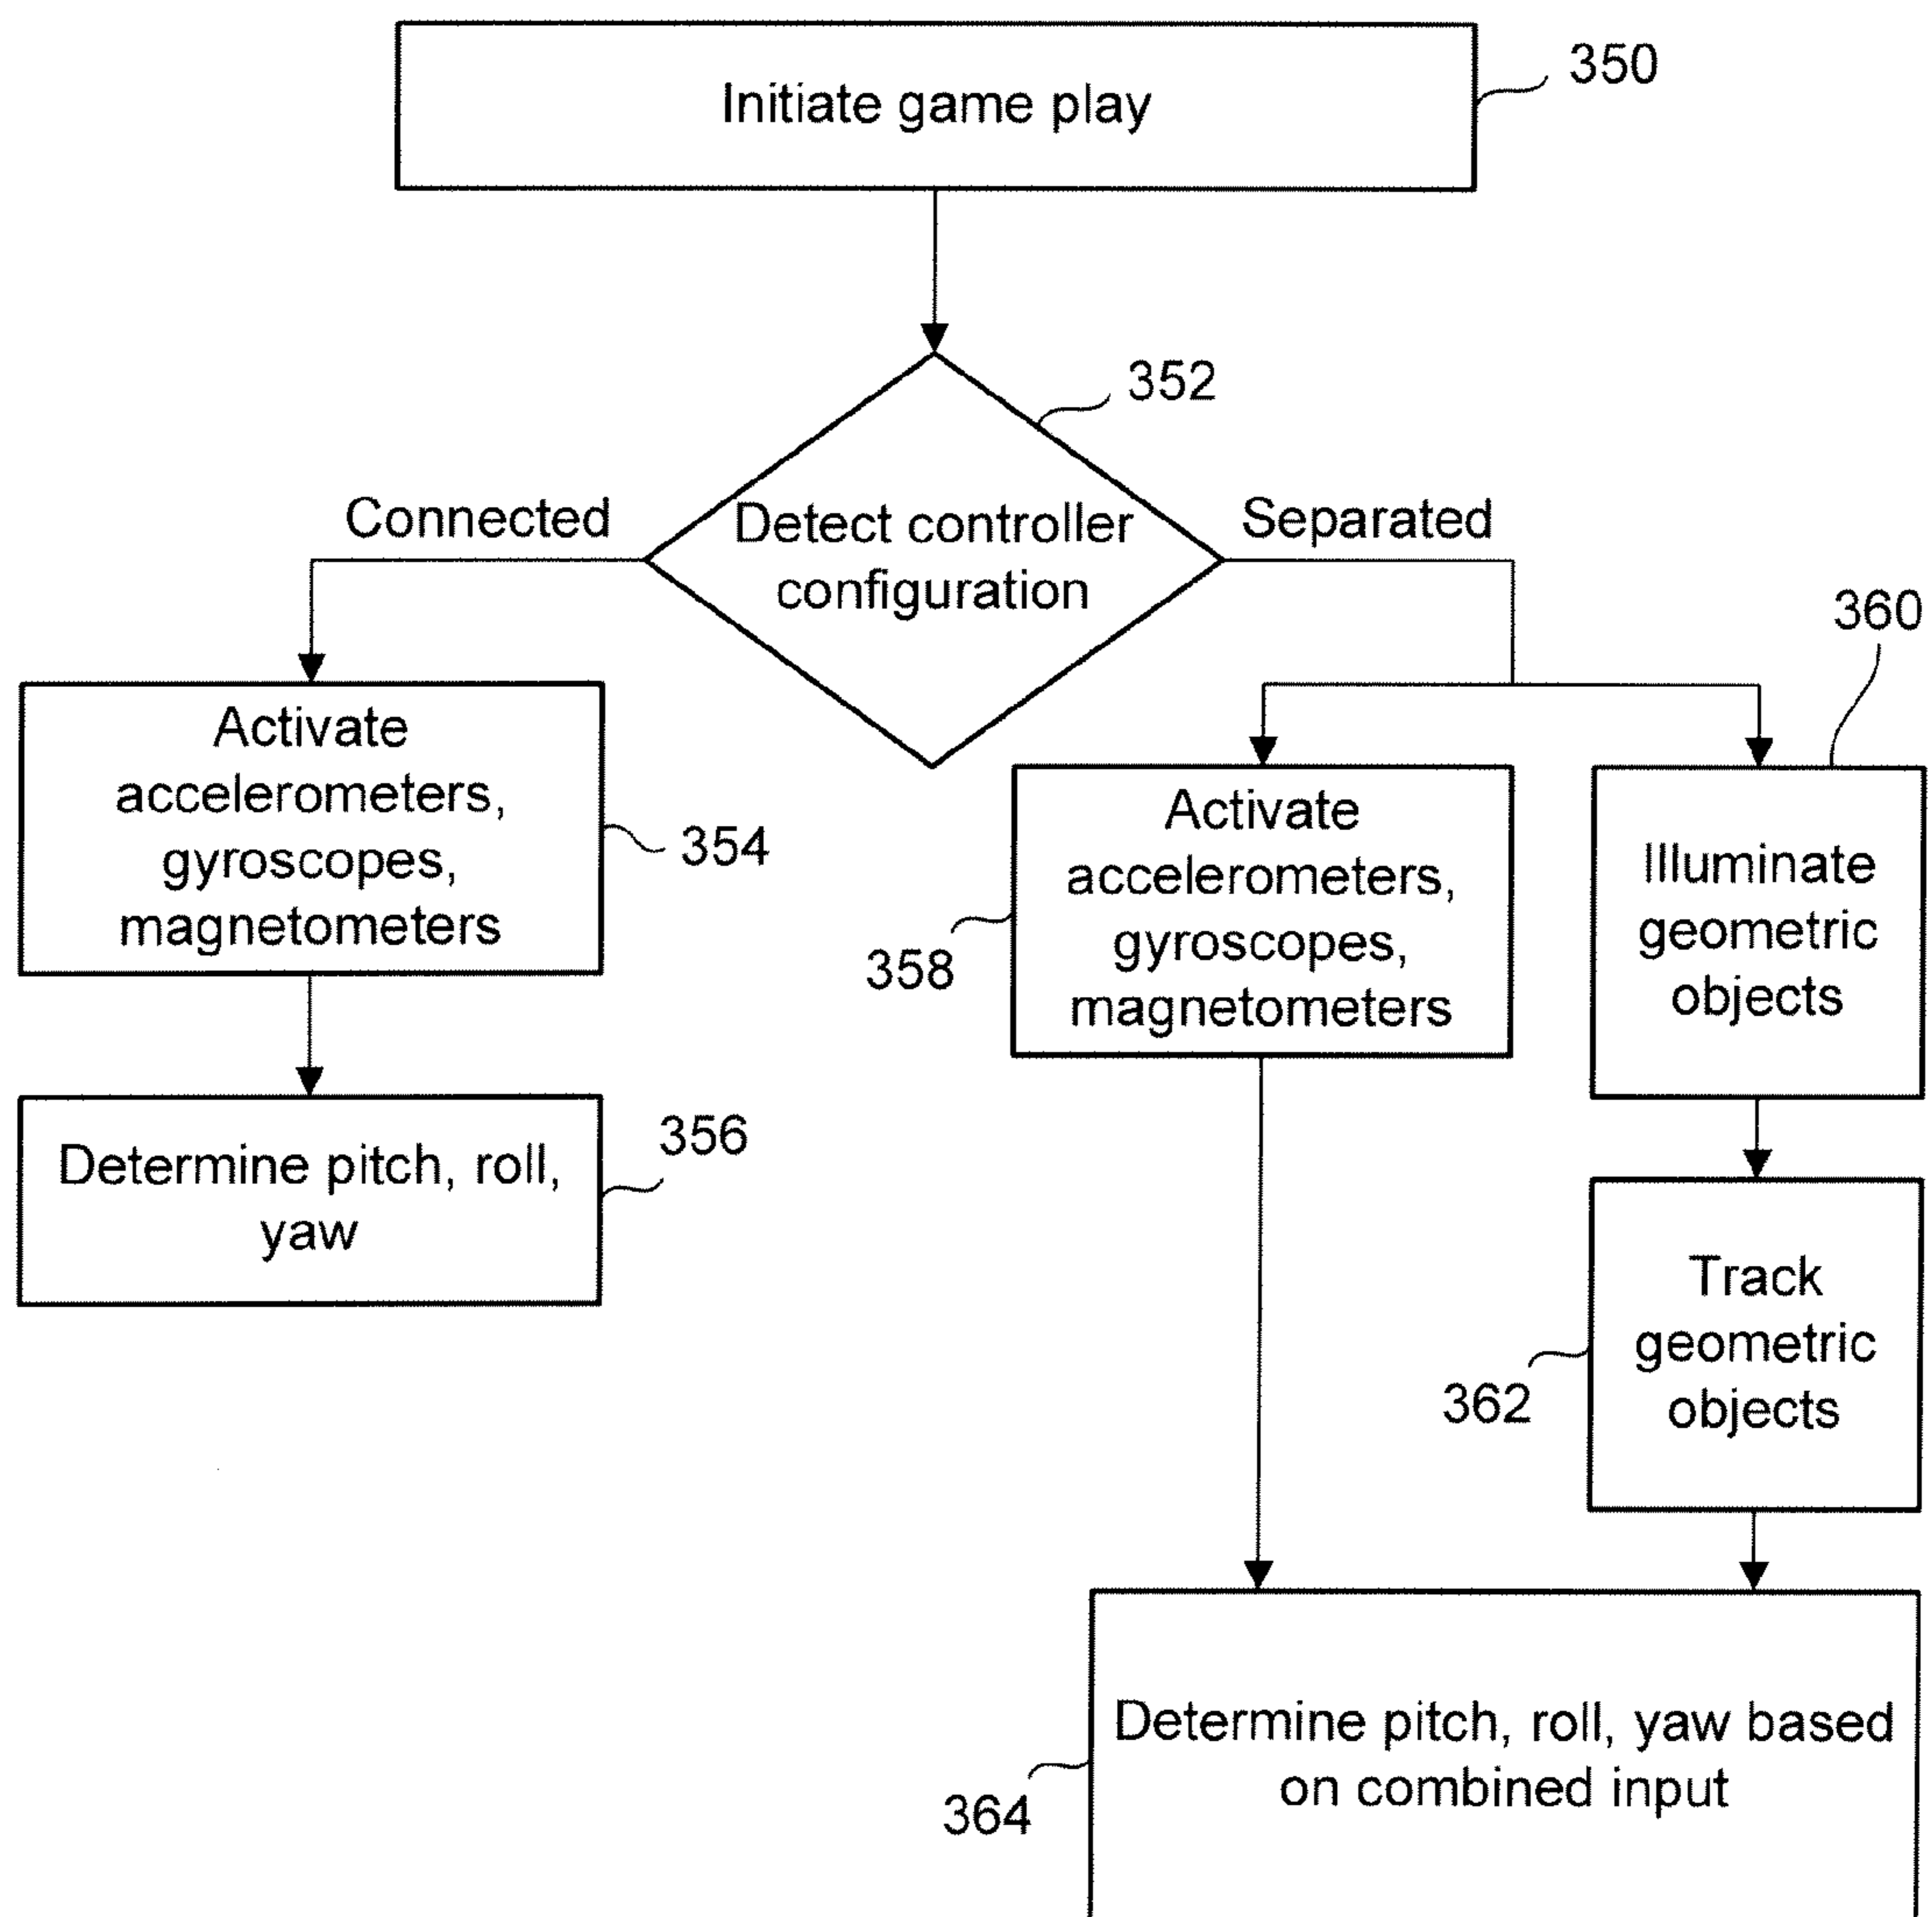 Initiate game play
350
352
Detect controller
configuration
Connected
Separated
Activate
accelerometers,
gyroscopes,
magnetometers
354
Determine pitch, roll,
yaw
356
Activate
accelerometers,
gyroscopes,
magnetometers
358
360
Illuminate
geometric
objects
Track
geometric
objects
362
Determine pitch, roll, yaw based
on combined input
364